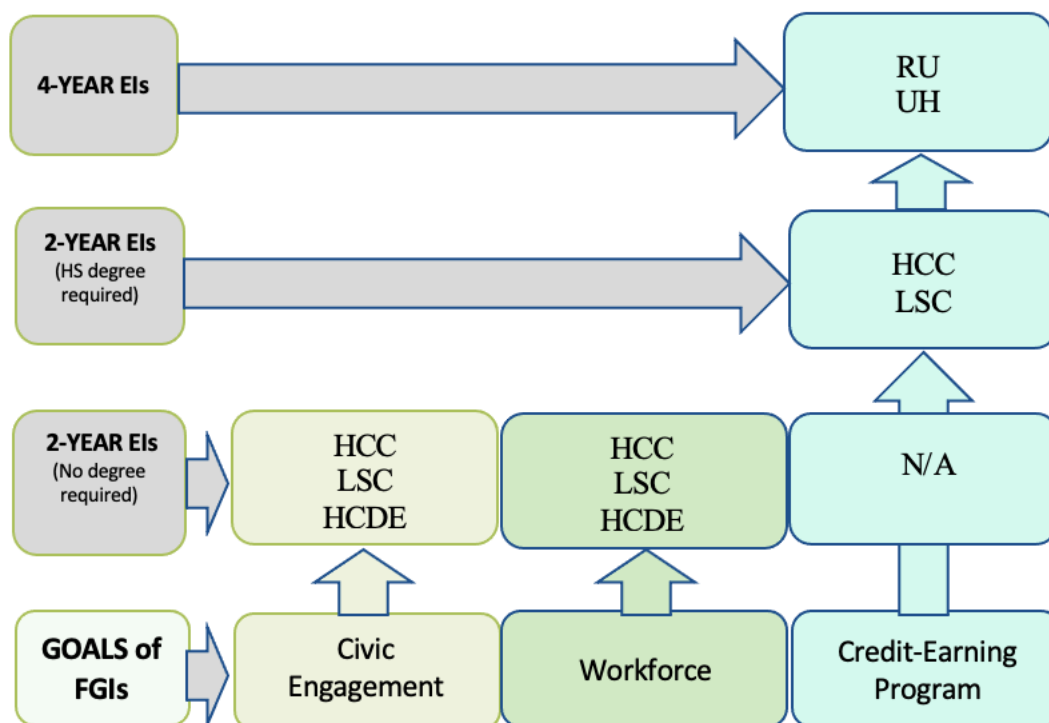 4-YEAR EIs
RU
UH
2-YEAR EIs
(HS degree
required)
HCC
LSC
2-YEAR EIs
(No degree
required)
HCC
LSC
HCDE
HCC
LSC
HCDE
N/A
GOALS of
FGIs
Civic
Engagement
Workforce
Credit-Earning
Program